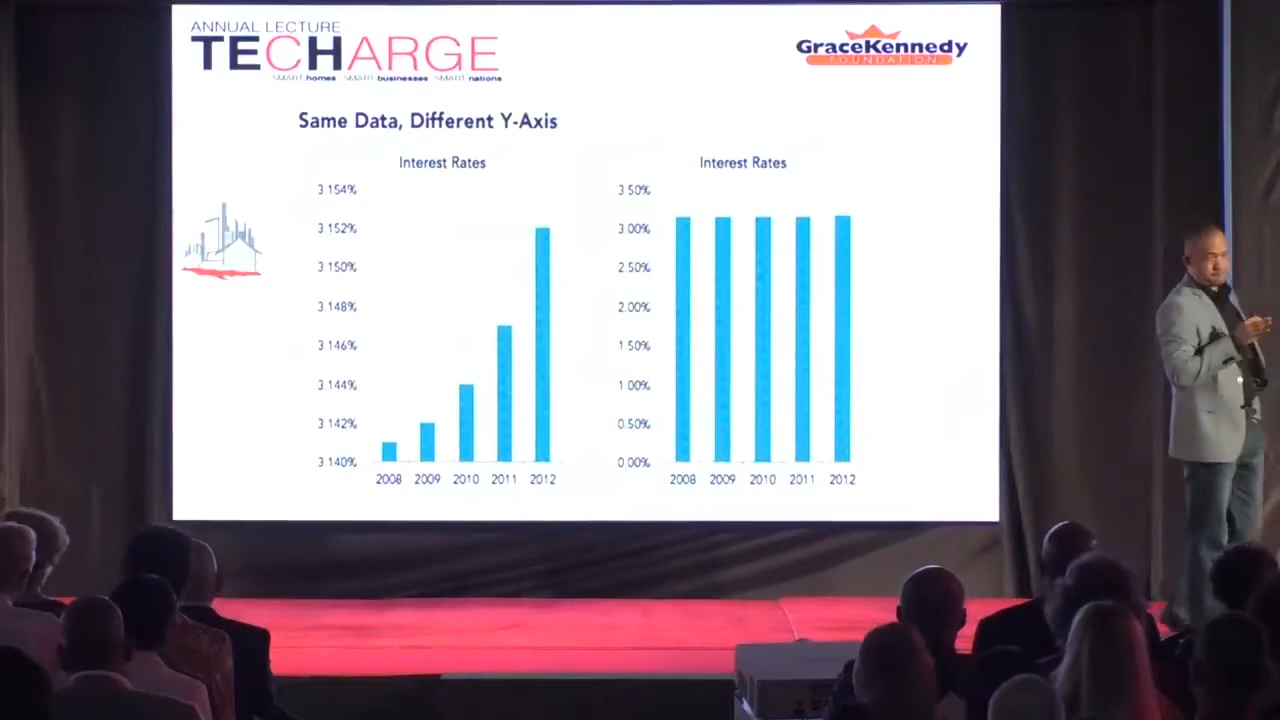 ANNUAL LECTURE
TECHARGE
SMART homes SMART businesses SMART nations
GraceKennedy
FOUNDATION
Same Data, Different Y-Axis
Interest Rates
3.154%
3.152%
3.150%
3.148%
3.146%
3.144%
3.142%
3.140%
2008 2009 2010 2011 2012
Interest Rates
3.50%
3.00%
2.50%
2.00%
1.50%
1.00%
0.50%
0.00%
2008 2009 2010 2011 2012